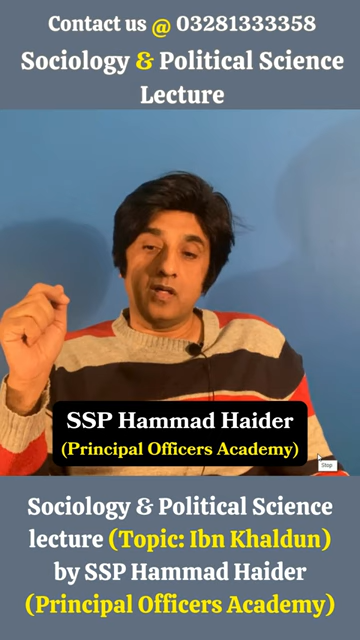 Contact us @ 03281333358
Sociology & Political Science
Lecture
SSP Hammad Haider
(Principal Officers Academy)
Stop
Sociology & Political Science
lecture (Topic: Ibn Khaldun)
by SSP Hammad Haider
(Principal Officers Academy)